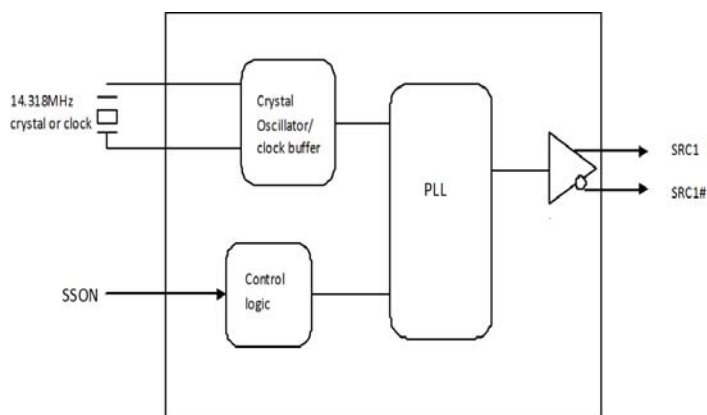 14.318MHz
crystal or clock
Crystal
Oscillator/
clock buffer
PLL
SRC1
SRC1#
SSON
Control
logic